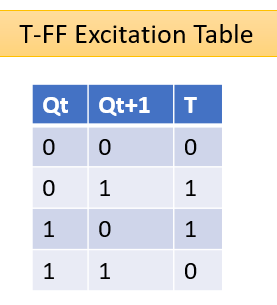 T-FF Excitation Table
Qt Qt+1 T
0 0 0
0 1 1
1 0 1
1 1 0